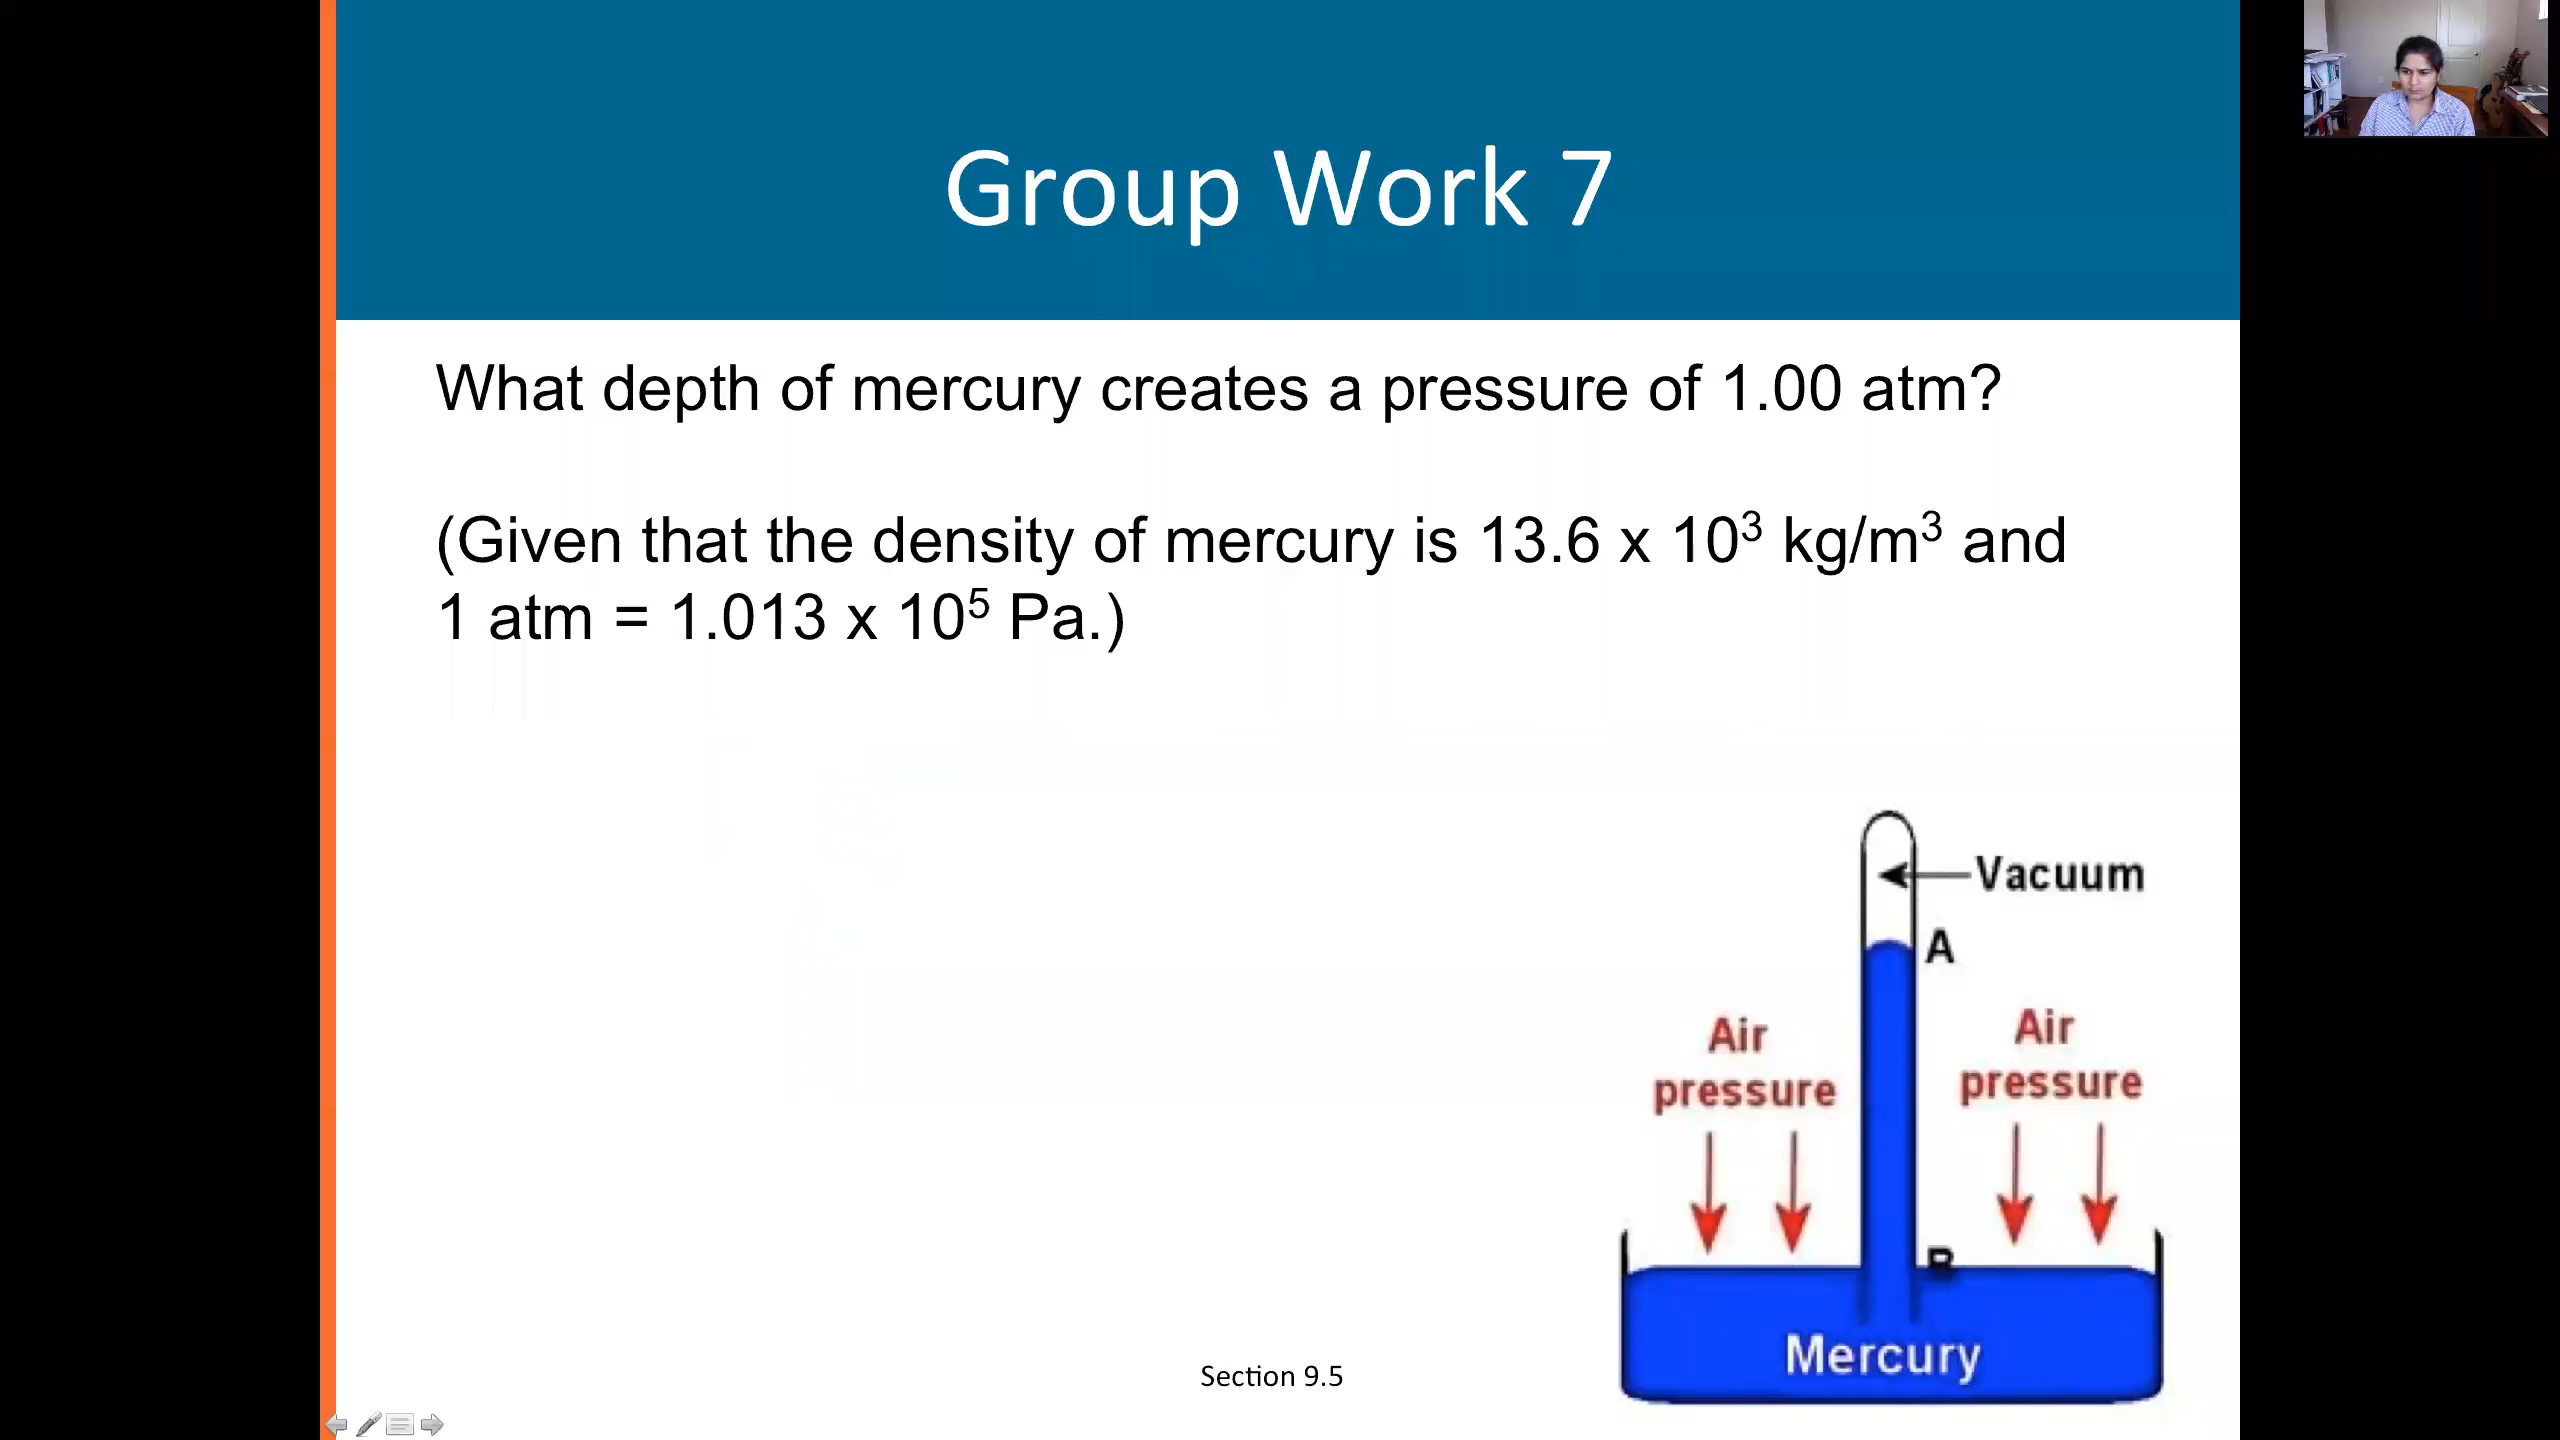 Group Work 7
What depth of mercury creates a pressure of 1.00 atm?
(Given that the density of mercury is 13.6 x 10³ kg/m³ and
1 atm = 1.013 x 10⁵ Pa.)
Vacuum
A
Air
pressure
Air
pressure
B
Mercury
Section 9.5